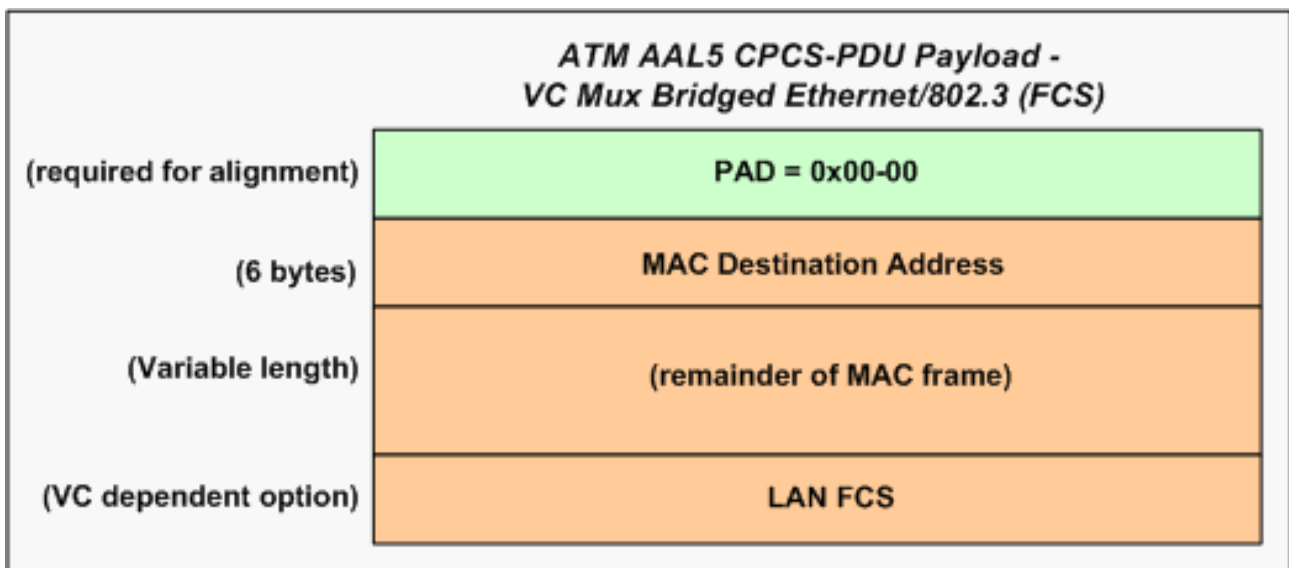 ATM AAL5 CPCS-PDU Payload -
VC Mux Bridged Ethernet/802.3 (FCS)
(required for alignment) PAD = 0x00-00
(6 bytes) MAC Destination Address
(Variable length) (remainder of MAC frame)
(VC dependent option) LAN FCS